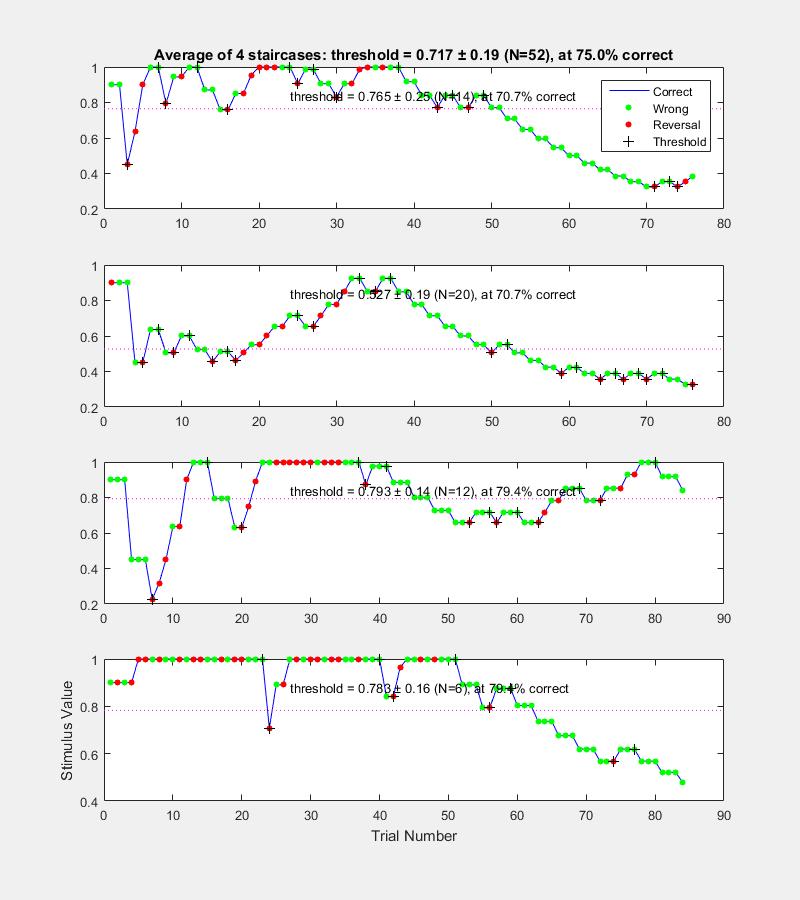 Average of 4 staircases: threshold = 0.717 ± 0.19 (N=52), at 75.0% correct
1
0.8
0.6
0.4
0.2
threshold = 0.765 ± 0.25 (N=14), at 70.7% correct
Correct
Wrong
Reversal
Threshold
0 10 20 30 40 50 60 70 80
1
0.8
0.6
0.4
0.2
threshold = 0.527 ± 0.19 (N=20), at 70.7% correct
0 10 20 30 40 50 60 70 80
1
0.8
0.6
0.4
0.2
threshold = 0.793 ± 0.14 (N=12), at 79.4% correct
0 10 20 30 40 50 60 70 80 90
Stimulus Value
1
0.8
0.6
0.4
threshold = 0.783 ± 0.16 (N=6), at 79.4% correct
0 10 20 30 40 50 60 70 80 90
Trial Number